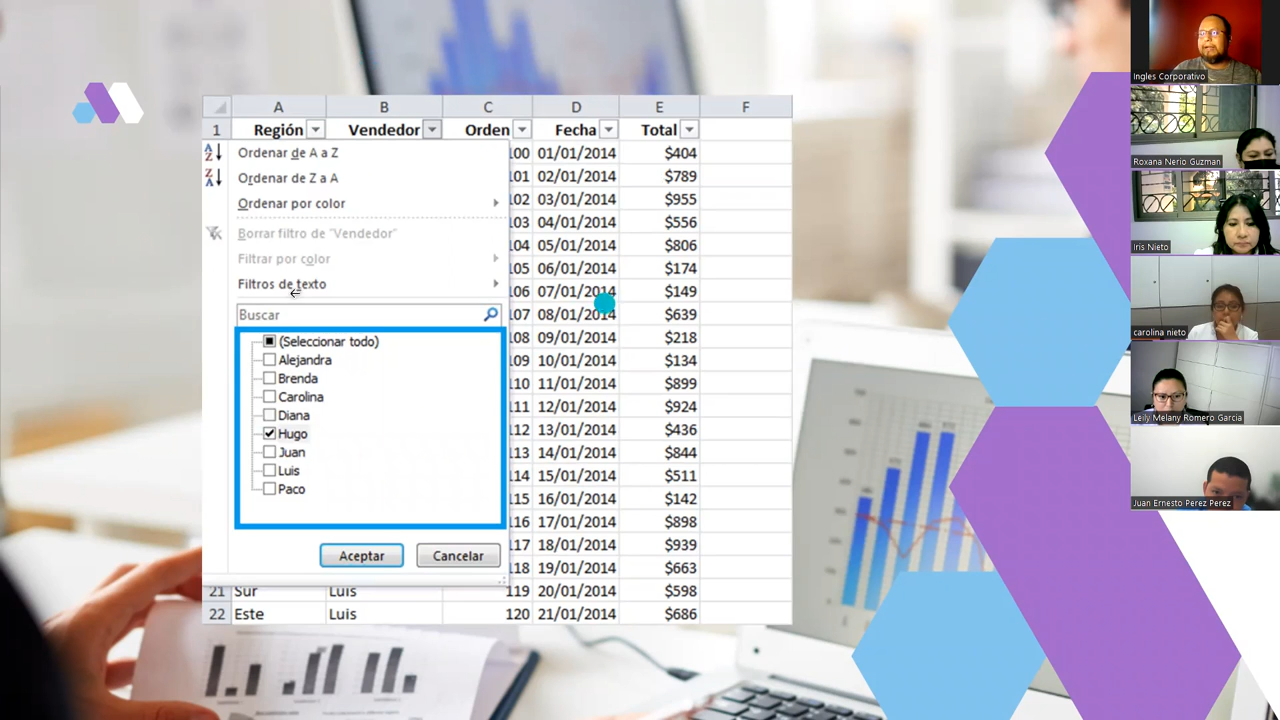 A B C D E F
1 Región Vendedor Orden Fecha Total
Ordenar de A a Z
Ordenar de Z a A
Ordenar por color
Borrar filtro de "Vendedor"
Filtrar por color
Filtros de texto
Buscar
(Seleccionar todo)
Alejandra
Brenda
Carolina
Diana
Hugo
Juan
Luis
Paco
Aceptar Cancelar
100 01/01/2014 $404
101 02/01/2014 $789
102 03/01/2014 $955
103 04/01/2014 $556
104 05/01/2014 $806
105 06/01/2014 $174
106 07/01/2014 $149
107 08/01/2014 $639
108 09/01/2014 $218
109 10/01/2014 $134
110 11/01/2014 $899
111 12/01/2014 $924
112 13/01/2014 $436
113 14/01/2014 $844
114 15/01/2014 $511
115 16/01/2014 $142
116 17/01/2014 $898
117 18/01/2014 $939
118 19/01/2014 $663
21 Sur Luis 119 20/01/2014 $598
22 Este Luis 120 21/01/2014 $686
Ingles Corporativo
Roxana Nerio Guzman
Iris Nieto
carolina nieto
Leily Melany Romero Garcia
Juan Ernesto Perez Perez